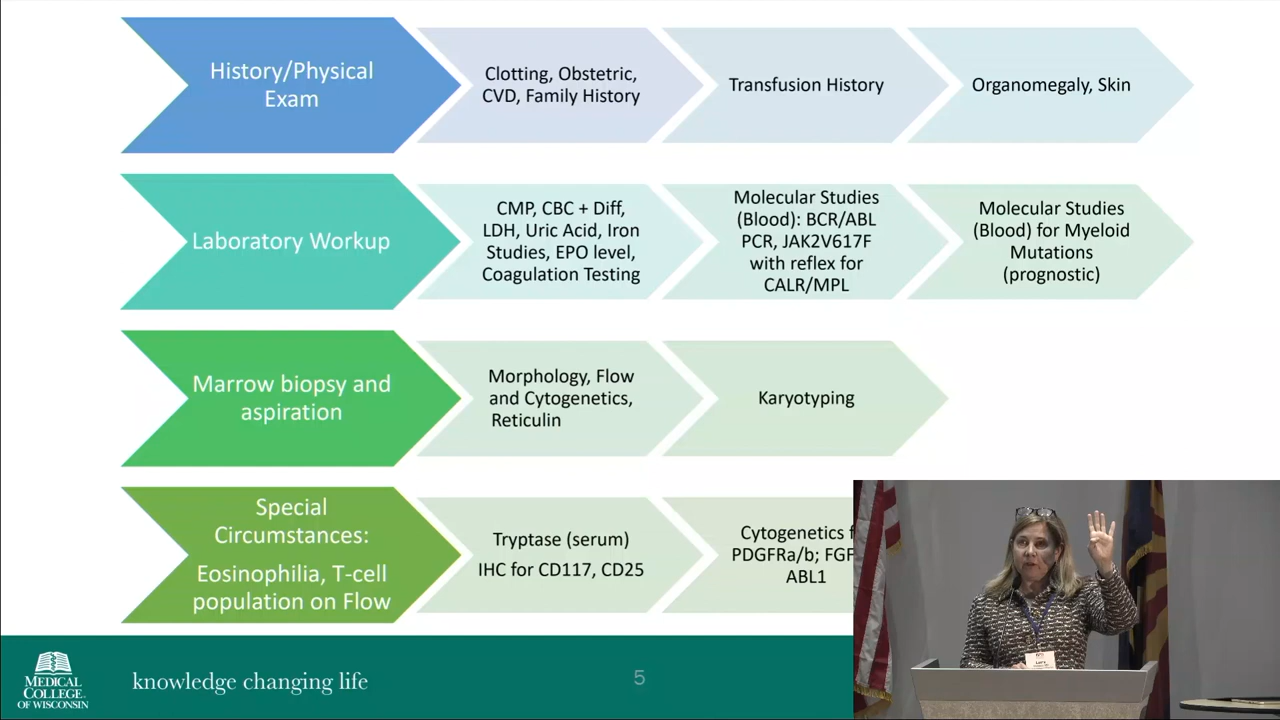 History/Physical
Exam
Clotting, Obstetric,
CVD, Family History
Transfusion History
Organomegaly, Skin
Laboratory Workup
CMP, CBC + Diff,
LDH, Uric Acid, Iron
Studies, EPO level,
Coagulation Testing
Molecular Studies
(Blood): BCR/ABL
PCR, JAK2V617F
with reflex for
CALR/MPL
Molecular Studies
(Blood) for Myeloid
Mutations
(prognostic)
Marrow biopsy and
aspiration
Morphology, Flow
and Cytogenetics,
Reticulin
Karyotyping
Special
Circumstances:
Eosinophilia, T-cell
population on Flow
Tryptase (serum)
IHC for CD117, CD25
Cytogenetics
PDGFRa/b;
ABL1
MEDICAL
COLLEGE
OF WISCONSIN
knowledge changing life
5